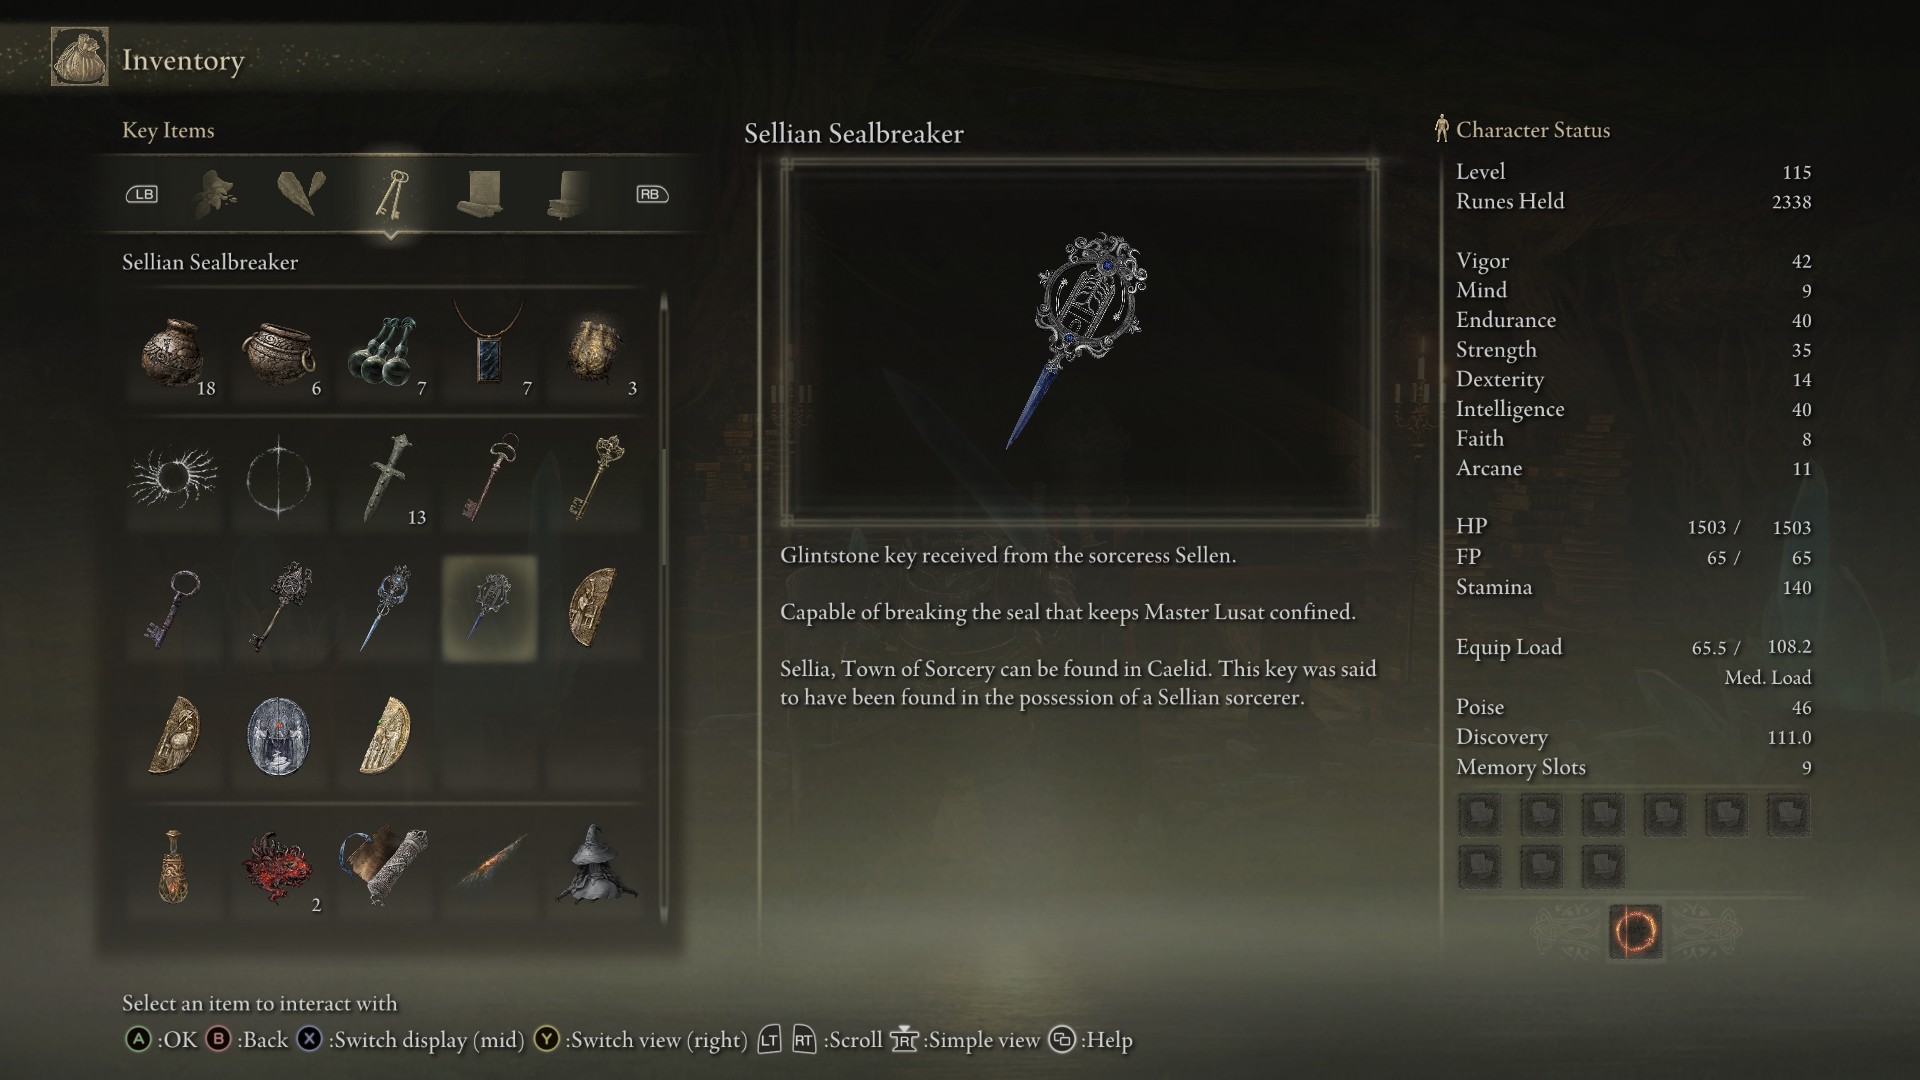 Inventory
Key Items
LB
RB
Sellian Sealbreaker
18
6
7
7
3
13
2
Select an item to interact with
A :OK B :Back X :Switch display (mid) Y :Switch view (right) LT RT :Scroll R :Simple view :Help
Sellian Sealbreaker
Glintstone key received from the sorceress Sellen.
Capable of breaking the seal that keeps Master Lusat confined.
Sellia, Town of Sorcery can be found in Caelid. This key was said
to have been found in the possession of a Sellian sorcerer.
Character Status
Level 115
Runes Held 2338
Vigor 42
Mind 9
Endurance 40
Strength 35
Dexterity 14
Intelligence 40
Faith 8
Arcane 11
HP 1503 / 1503
FP 65 / 65
Stamina 140
Equip Load 65.5 / 108.2
Med. Load
Poise 46
Discovery 111.0
Memory Slots 9